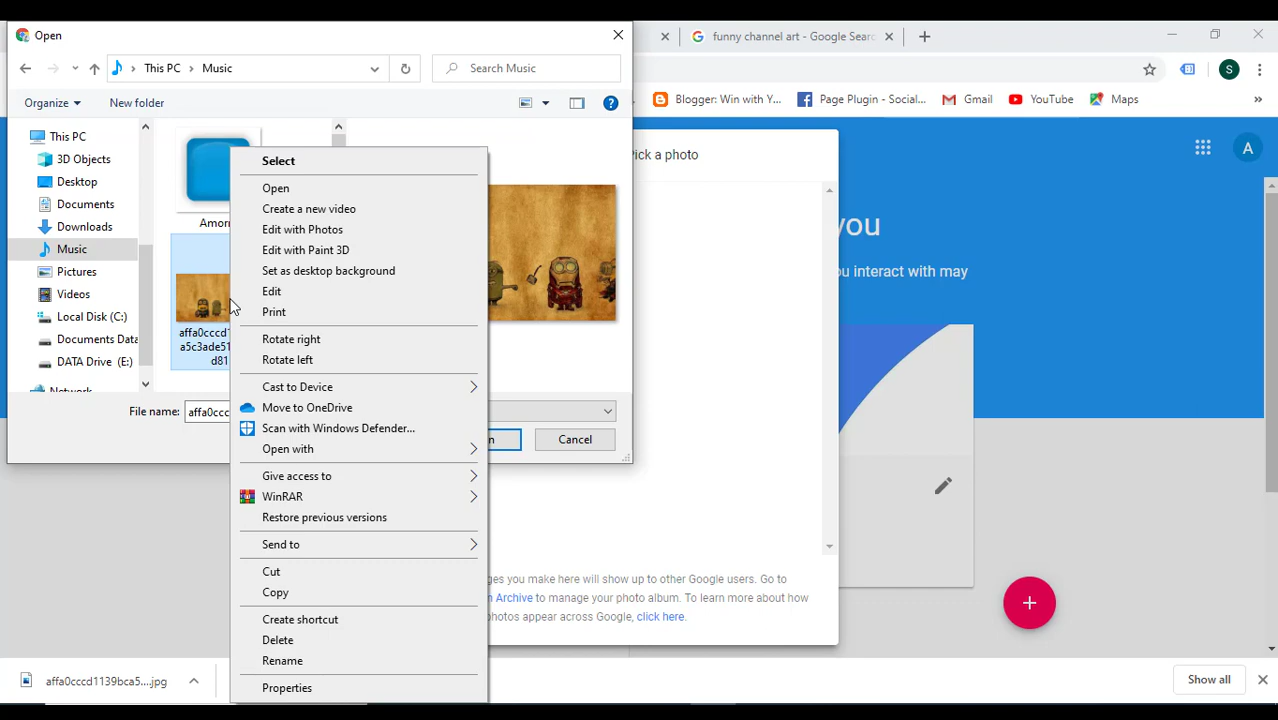 Open
funny channel art - Google Searc
This PC
Music
Search Music
S
Organize
New folder
Blogger: Win with Y...
Page Plugin - Social...
Gmail
YouTube
Maps
»
This PC
3D Objects
Desktop
Documents
Downloads
Music
Pictures
Videos
Local Disk (C:)
Documents Data
DATA Drive (E:)
Network
Amorn
affa0cccd1
a5c3ade51
d81
File name:
affa0ccc
Cancel
Select
Open
Create a new video
Edit with Photos
Edit with Paint 3D
Set as desktop background
Edit
Print
Rotate right
Rotate left
Cast to Device
Move to OneDrive
Scan with Windows Defender...
Open with
Give access to
WinRAR
Restore previous versions
Send to
Cut
Copy
Create shortcut
Delete
Rename
Properties
Pick a photo
A
you
ou interact with may
ges you make here will show up to other Google users. Go to
n Archive to manage your photo album. To learn more about how
photos appear across Google, click here.
affa0cccd1139bca5....jpg
Show all